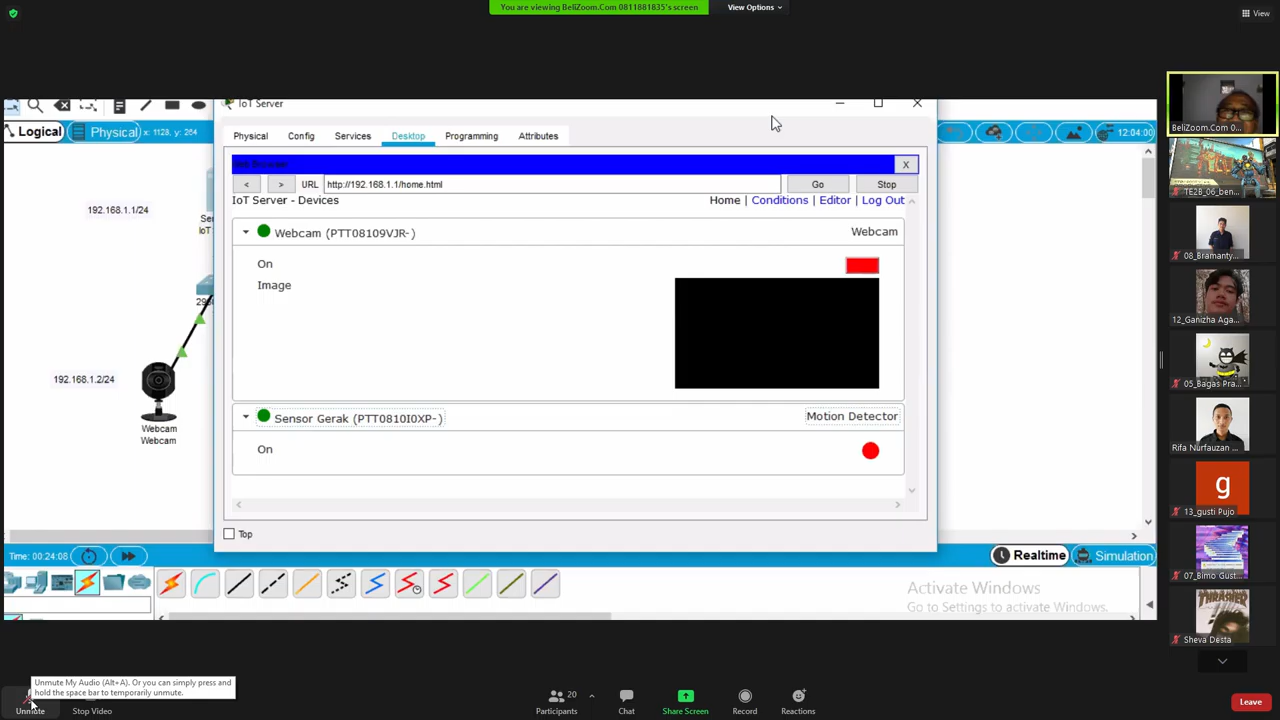 You are viewing BeliZoom.Com 0811881835's screen
View Options
View
IoT Server
Logical
Physical
x: 1128, y: 264
12:04:00
Physical
Config
Services
Desktop
Programming
Attributes
Web Browser
X
<
>
URL
http://192.168.1.1/home.html
Go
Stop
IoT Server - Devices
Home | Conditions | Editor | Log Out
Webcam (PTT08109VJR-)
Webcam
On
Image
Sensor Gerak (PTT0810I0XP-)
Motion Detector
On
Top
192.168.1.1/24
192.168.1.2/24
Webcam
Webcam
Time: 00:24:08
Realtime
Simulation
Activate Windows
Go to Settings to activate Windows.
BeliZoom.Com 0...
TE2B_06_ben...
08_Bramanty...
12_Ganizha Aga...
05_Bagas Pra...
Rifa Nurfauzan ...
g
13_gusti Pujo
07_Bimo Gust...
THRASHER
Sheva Desta
Unmute My Audio (Alt+A). Or you can simply press and
hold the space bar to temporarily unmute.
Unmute
Stop Video
20
Participants
Chat
Share Screen
Record
Reactions
Leave